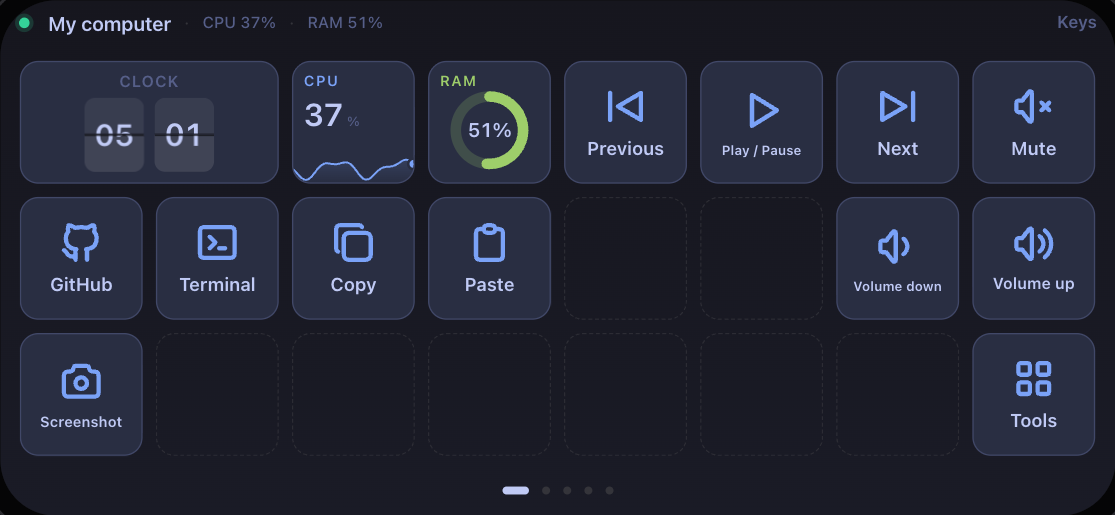 My computer · CPU 37% · RAM 51%
Keys
CLOCK
05 01
CPU
37 %
RAM
51%
Previous
Play / Pause
Next
Mute
GitHub
Terminal
Copy
Paste
Volume down
Volume up
Screenshot
Tools